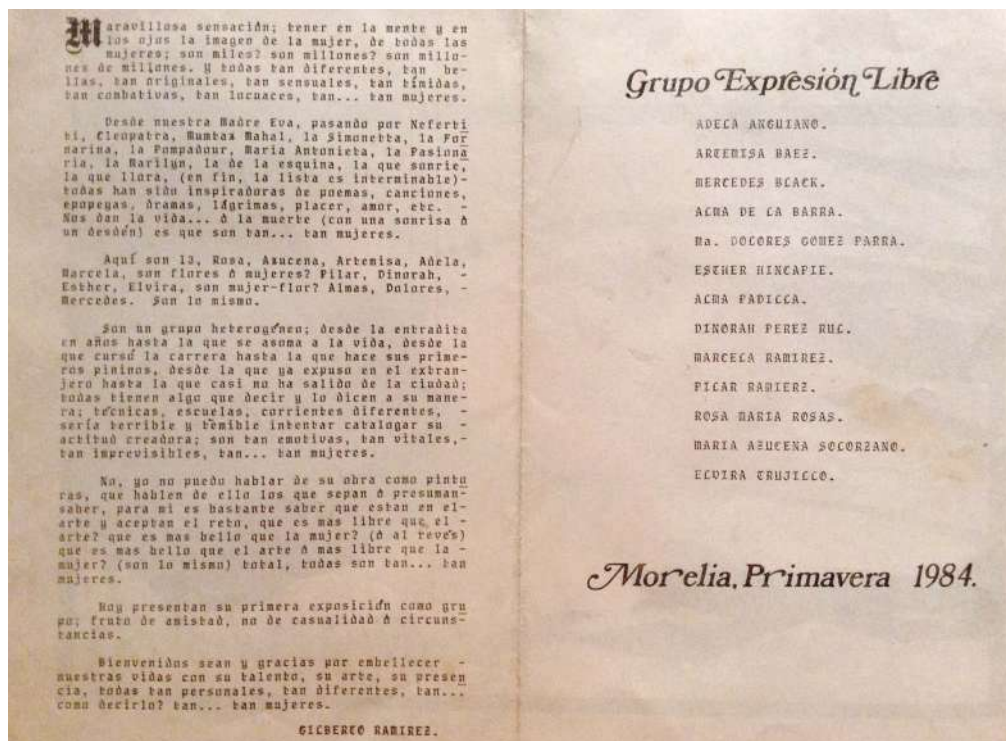 Maravillosa sensación; tener en la mente y en
los ojos la imagen de la mujer, de todas las
mujeres; son miles? son millones? son millo-
nes de millones. Y todas tan diferentes, tan be-
llas, tan originales, tan sensuales, tan tímidas,
tan combativas, tan locuaces, tan... tan mujeres.
Desde nuestra Madre Eva, pasando por Neferti
ti, Cleopatra, Mumtax Mahal, la Simonetta, la For
narina, la Pompadour, Maria Antonieta, la Pasiona
ria, la Marilyn, la de la esquina, la que sonrie,
la que llora, (en fin, la lista es interminable)-
todas han sido inspiradoras de poemas, canciones,
epopeyas, dramas, lágrimas, placer, amor, etc. -
Nos dan la vida... ó la muerte (con una sonrisa ó
un desdén) es que son tan... tan mujeres.
Aquí son 13, Rosa, Azucena, Artemisa, Adela,
Marcela, son flores ó mujeres? Pilar, Dinorah, -
Esther, Elvira, son mujer-flor? Almas, Dolores, -
Mercedes. Son lo mismo.
Son un grupo heterogéneo; desde la entradita
en años hasta la que se asoma a la vida, desde la
que cursó la carrera hasta la que hace sus prime-
ros pininos, desde la que ya expuso en el extran-
jero hasta la que casi no ha salido de la ciudad;
todas tienen algo que decir y lo dicen a su mane-
ra; técnicas, escuelas, corrientes diferentes, -
sería terrible y temible intentar catalogar su -
actitud creadora; son tan emotivas, tan vitales,-
tan imprevisibles, tan... tan mujeres.
No, yo no puedo hablar de su obra como pinto
ras, que hablen de ello los que sepan ó presuman-
saber, para mi es bastante saber que estan en el-
arte y aceptan el reto, que es mas libre que el -
arte? que es mas bello que la mujer? (ó al revés)
que es mas bello que el arte ó mas libre que la -
mujer? (son lo mismo) total, todas son tan... tan
mujeres.
Hoy presentan su primera exposición como gru
po; fruto de amistad, no de casualidad ó circuns-
tancias.
Bienvenidos sean y gracias por embellecer -
nuestras vidas con su talento, su arte, su presen
cia, todas tan personales, tan diferentes, tan...
como decirlo? tan... tan mujeres.
GILBERTO RAMIREZ.
Grupo Expresión Libre
ADELA ANGUIANO.
ARTEMISA BAEZ.
MERCEDES BLACK.
ALMA DE LA BARRA.
Ma. DOLORES GOMEZ PARRA.
ESTHER HINCAPIE.
ALMA PADILLA.
DINORAH PEREZ RUL.
MARCELA RAMIREZ.
PILAR RAMIERZ.
ROSA MARIA ROSAS.
MARIA AZUCENA SOLORZANO.
ELVIRA TRUJILLO.
Morelia, Primavera 1984.